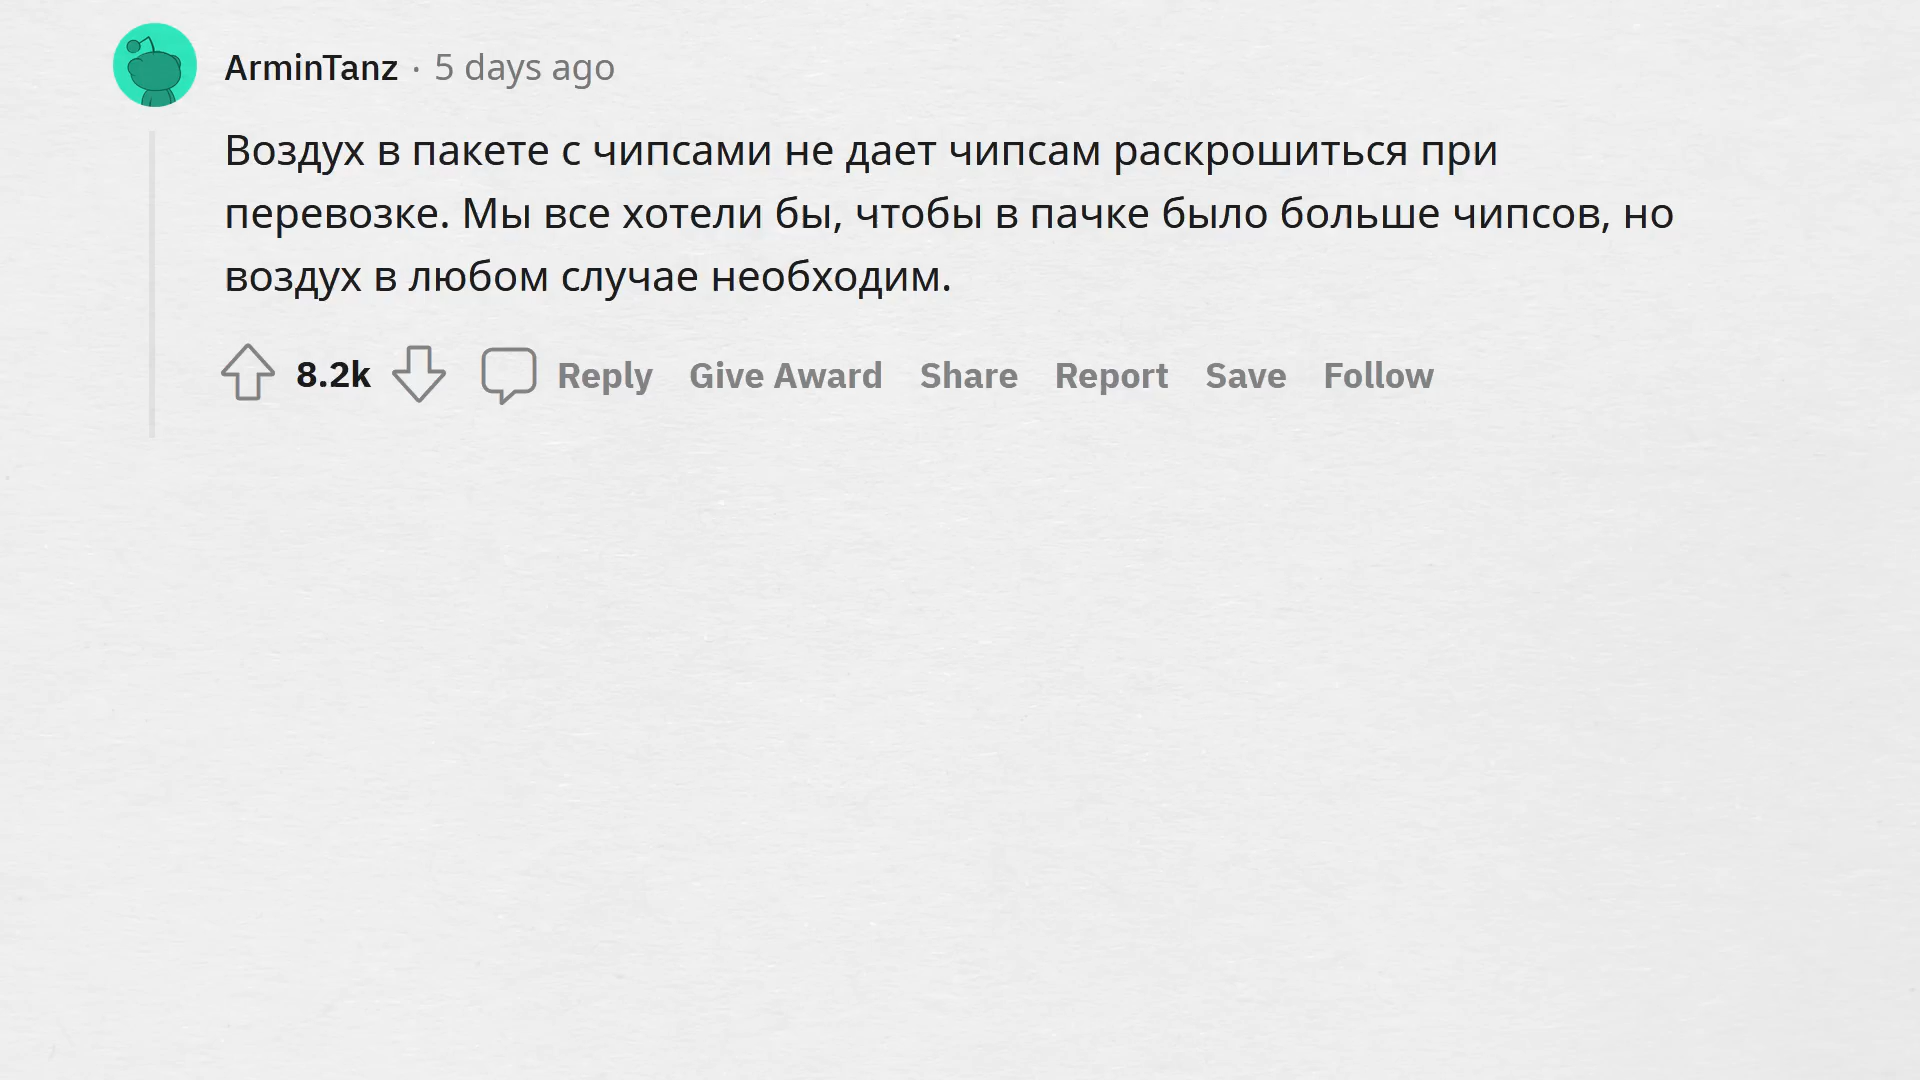 ArminTanz · 5 days ago
Воздух в пакете с чипсами не дает чипсам раскрошиться при
перевозке. Мы все хотели бы, чтобы в пачке было больше чипсов, но
воздух в любом случае необходим.
8.2k Reply Give Award Share Report Save Follow